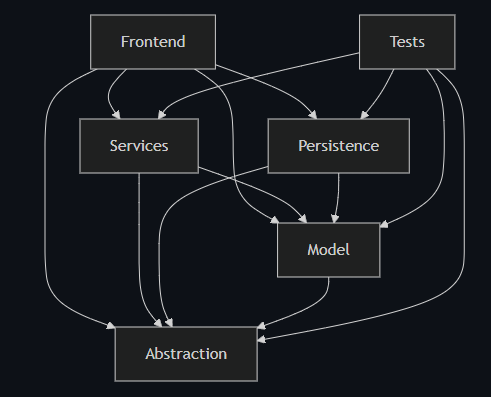 Frontend
Tests
Services
Persistence
Model
Abstraction